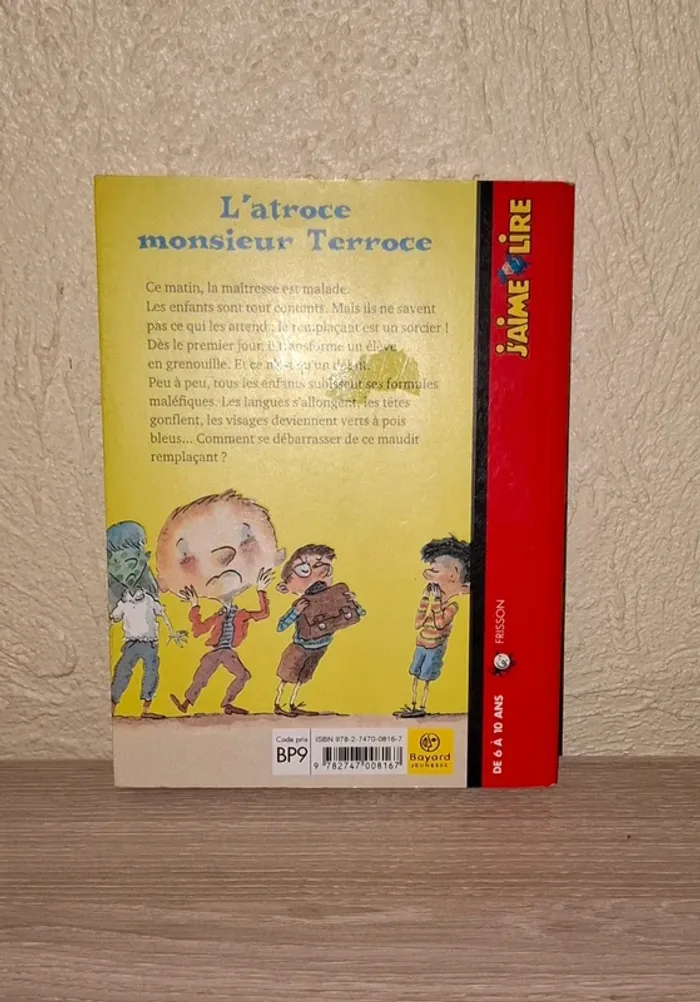 L'atroce
monsieur Terroce
Ce matin, la maîtresse est malade.
Les enfants sont tout contents. Mais ils ne savent
pas ce qui les attend : le remplaçant est un sorcier !
Dès le premier jour, il transforme un élève
en grenouille. Et ce n'est qu'un début.
Peu à peu, tous les enfants subissent ses formules
maléfiques. Les langues s'allongent, les têtes
gonflent, les visages deviennent verts à pois
bleus... Comment se débarrasser de ce maudit
remplaçant ?
J'AIME LIRE
FRISSON
DE 6 À 10 ANS
Code prix
BP9
ISBN 978-2-7470-0816-7
9 782747 008167
Bayard
JEUNESSE